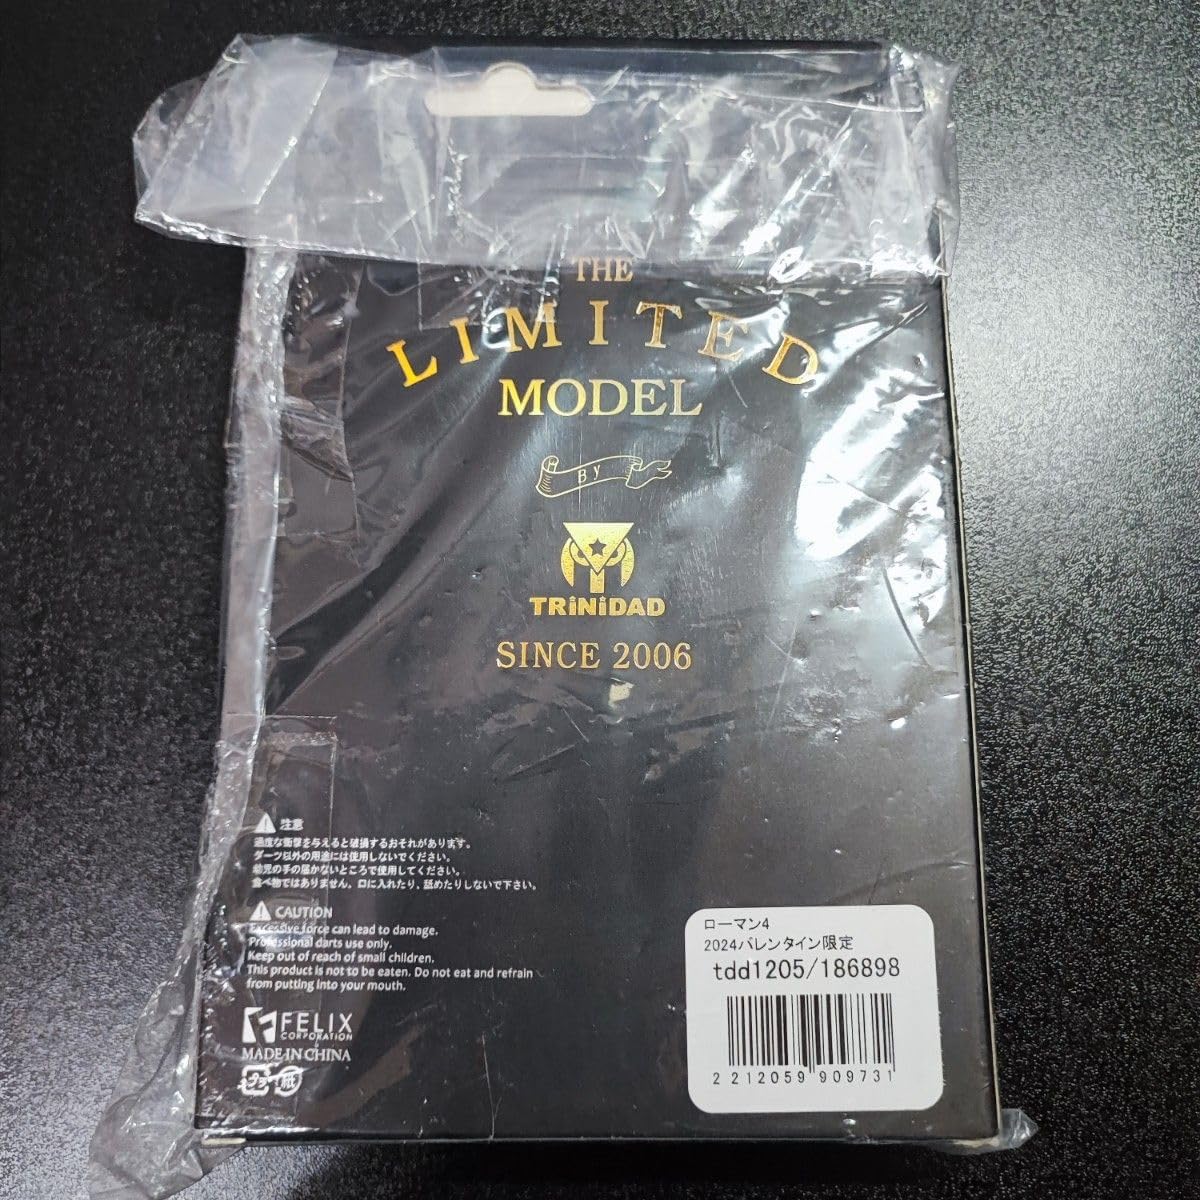 THE
LIMITED
MODEL
By
TRiNiDAD
SINCE 2006
注意
過度な衝撃を与えると破損するおそれがあります。
ダーツ以外の用途には使用しないでください。
幼児の手の届かないところで使用してください。
食べ物ではありません。口に入れたり、舐めたりしないで下さい。
CAUTION
Excessive force can lead to damage.
Professional darts use only.
Keep out of reach of small children.
This product is not to be eaten. Do not eat and refrain
from putting into your mouth.
FELIX
CORPORATION
MADE IN CHINA
プラ 紙
ローマン4
2024バレンタイン限定
tdd1205/186898
2 212059 909731